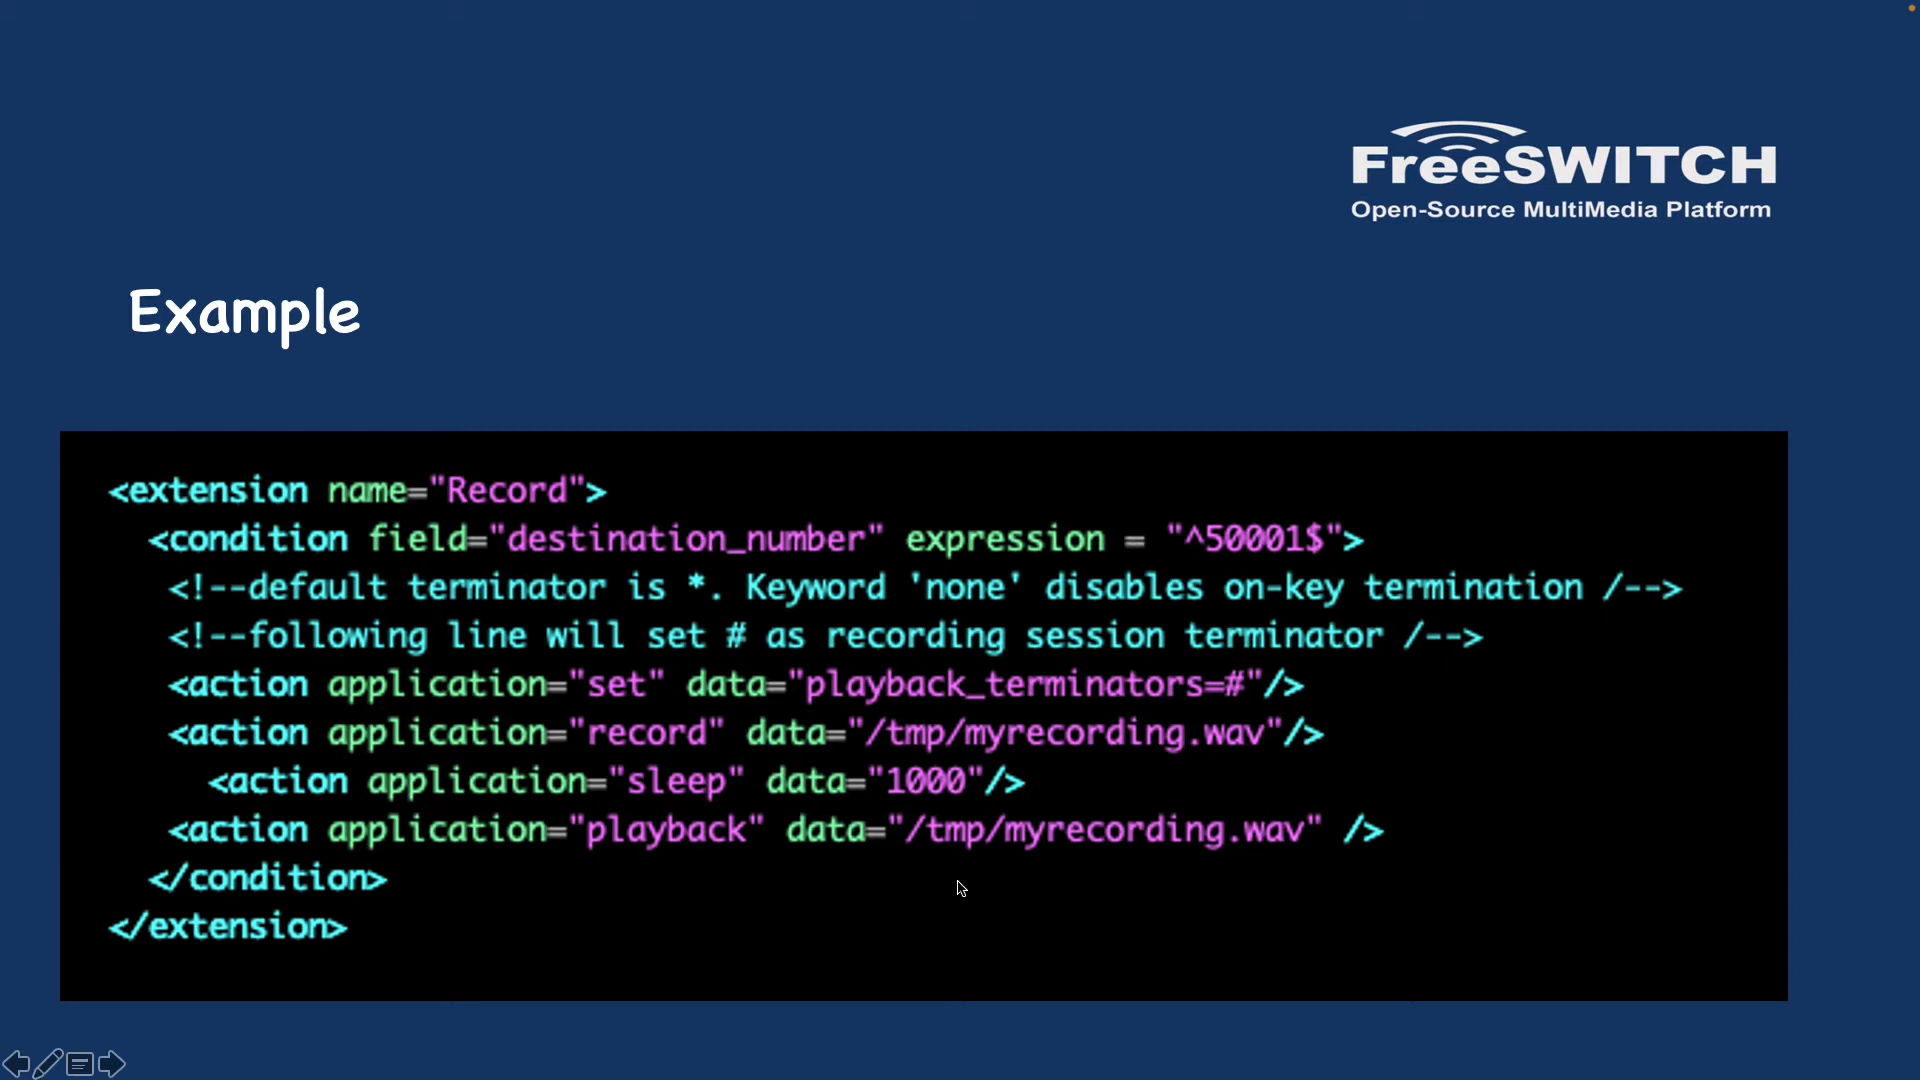 FreeSWITCH
Open-Source MultiMedia Platform
Example
<extension name="Record">
<condition field="destination_number" expression = "^50001$">
<!--default terminator is *. Keyword 'none' disables on-key termination /-->
<!--following line will set # as recording session terminator /-->
<action application="set" data="playback_terminators=#"/>
<action application="record" data="/tmp/myrecording.wav"/>
<action application="sleep" data="1000"/>
<action application="playback" data="/tmp/myrecording.wav" />
</condition>
</extension>